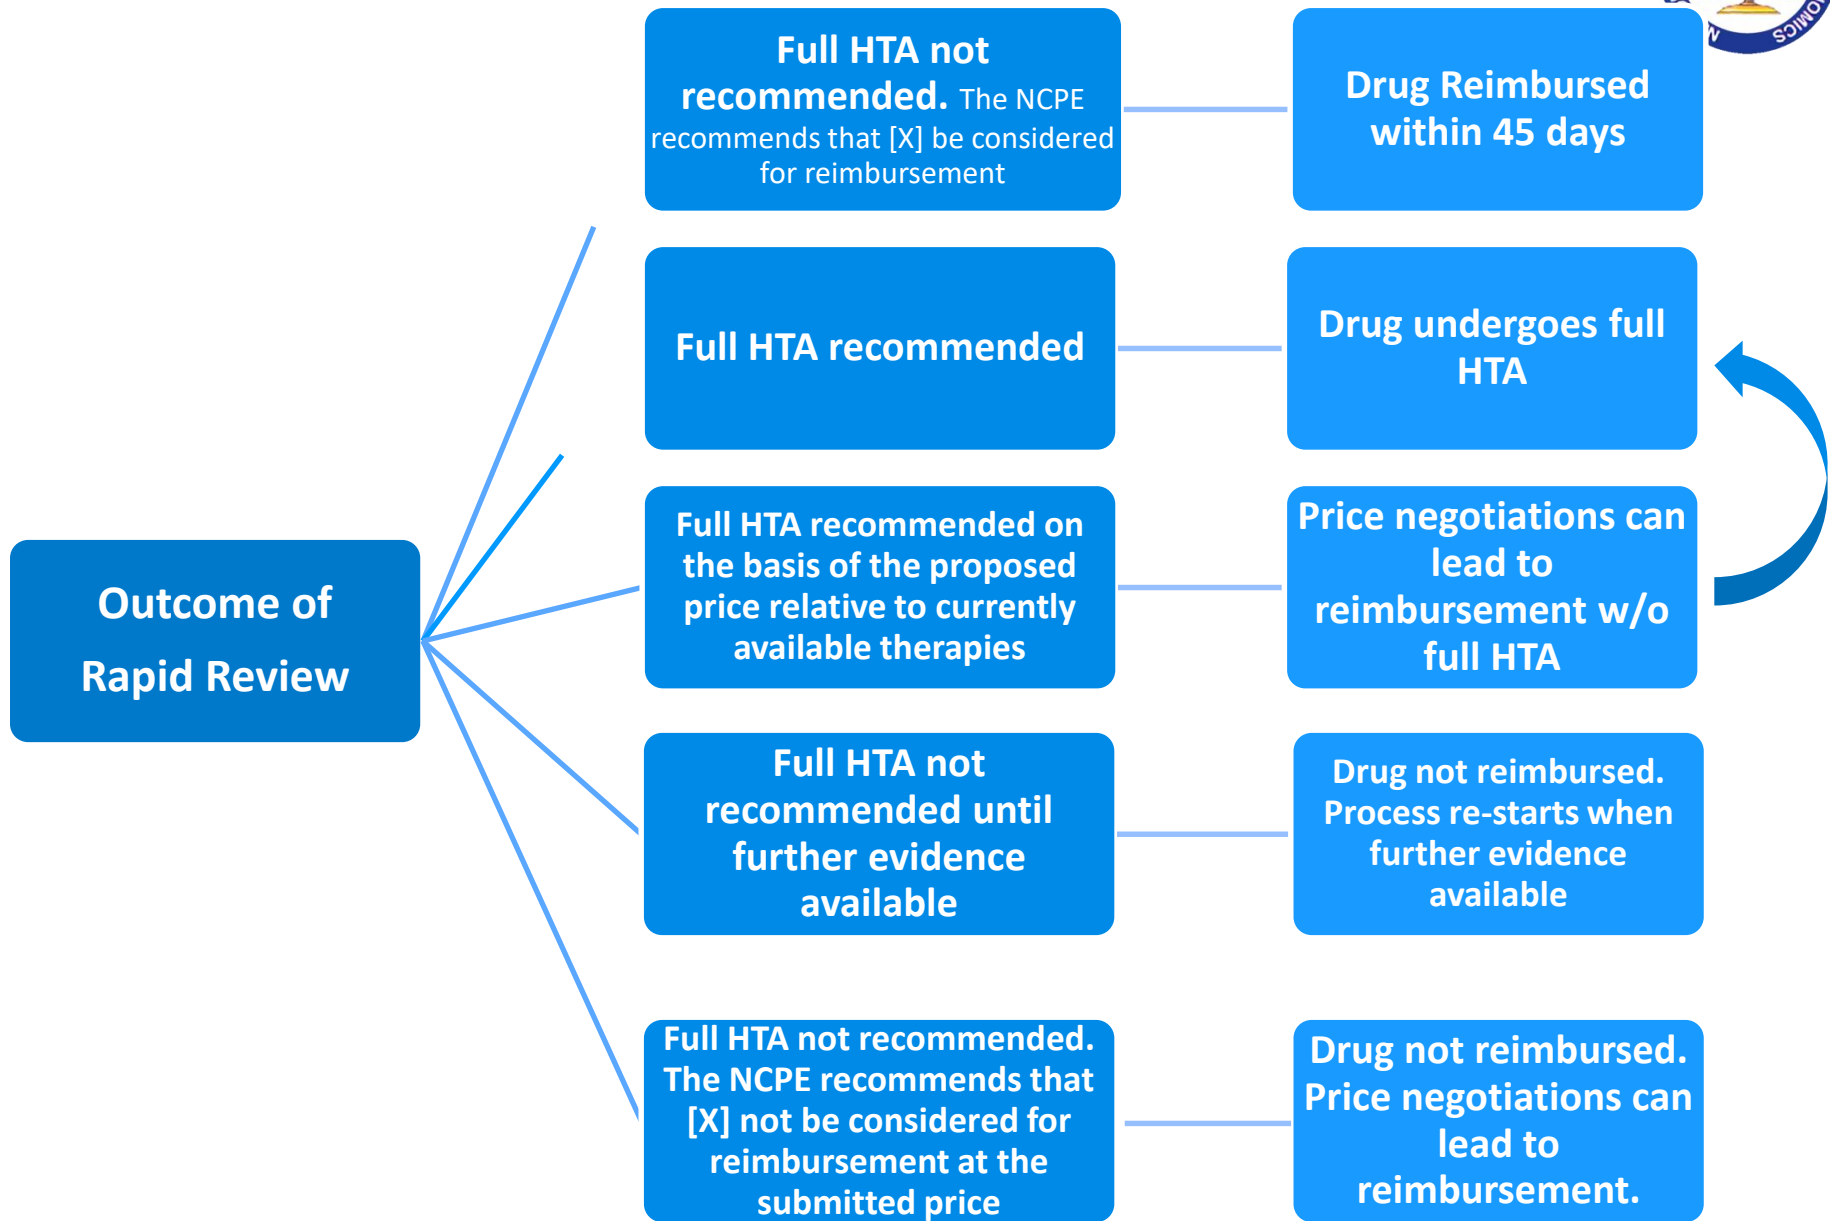 OMICS
N
Full HTA not
recommended. The NCPE
recommends that [X] be considered
for reimbursement
Drug Reimbursed
within 45 days
Full HTA recommended
Drug undergoes full
HTA
Outcome of
Rapid Review
Full HTA recommended on
the basis of the proposed
price relative to currently
available therapies
Price negotiations can
lead to
reimbursement w/o
full HTA
Full HTA not
recommended until
further evidence
available
Drug not reimbursed.
Process re-starts when
further evidence
available
Full HTA not recommended.
The NCPE recommends that
[X] not be considered for
reimbursement at the
submitted price
Drug not reimbursed.
Price negotiations can
lead to
reimbursement.